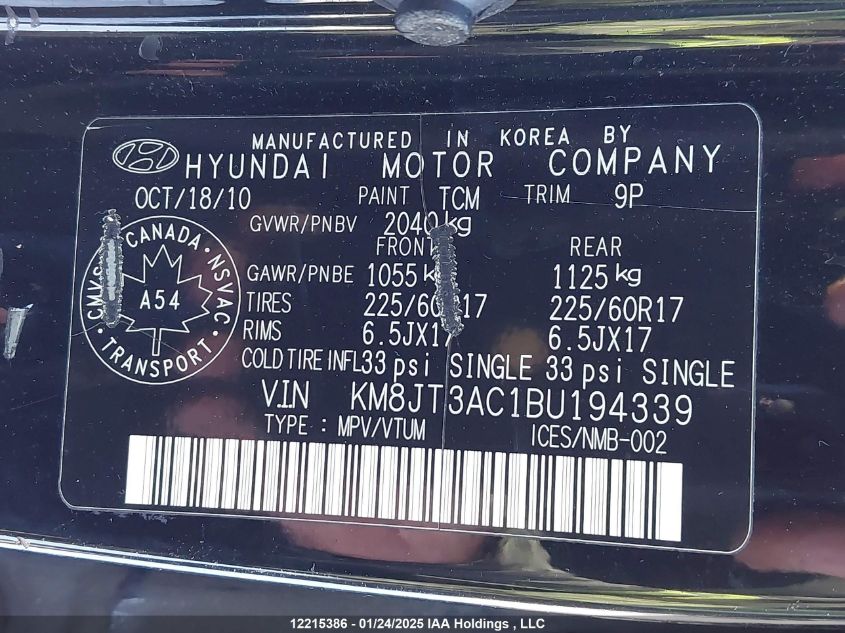 MANUFACTURED IN KOREA BY
HYUNDAI MOTOR COMPANY
OCT/18/10 PAINT TCM TRIM 9P
GVWR/PNBV 2040kg
FRONT REAR
GAWR/PNBE 1055 kg 1125 kg
TIRES 225/60R17 225/60R17
RIMS 6.5JX17 6.5JX17
COLD TIRE INFL 33 psi SINGLE 33 psi SINGLE
V.I.N KM8JT3AC1BU194339
TYPE : MPV/VTUM ICES/NMB-002
CANADA · NSVAC · TRANSPORT · CMVSS
A54
12215386 - 01/24/2025 IAA Holdings , LLC